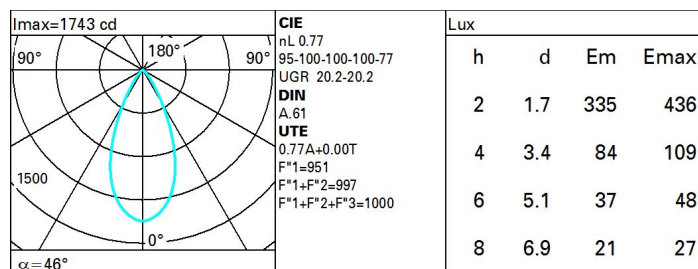 Imax=1743 cd
90°
180°
90°
1500
0°
α=46°
CIE
nL 0.77
95-100-100-100-77
UGR 20.2-20.2
DIN
A.61
UTE
0.77A+0.00T
F"1=951
F"1+F"2=997
F"1+F"2+F"3=1000
Lux
h d Em Emax
2 1.7 335 436
4 3.4 84 109
6 5.1 37 48
8 6.9 21 27